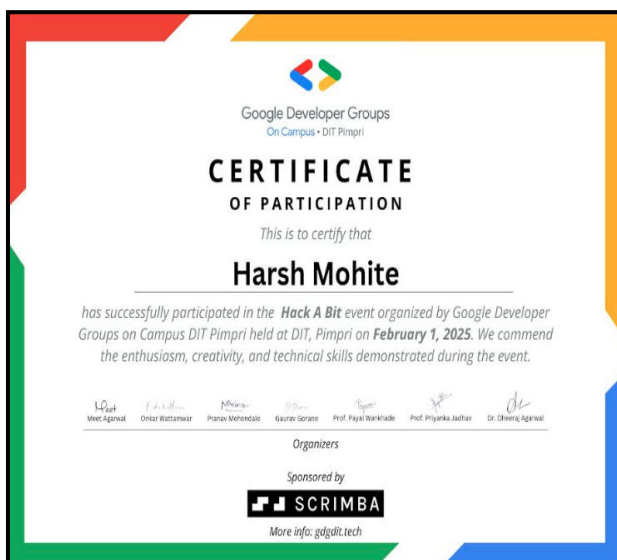 Google Developer Groups
On Campus • DIT Pimpri
CERTIFICATE
OF PARTICIPATION
This is to certify that
Harsh Mohite
has successfully participated in the Hack A Bit event organized by Google Developer
Groups on Campus DIT Pimpri held at DIT, Pimpri on February 1, 2025. We commend
the enthusiasm, creativity, and technical skills demonstrated during the event.
Meet Agarwal Onkar Wattamwar Pranav Mehendale Gaurav Gorane Prof. Payal Wankhade Prof. Priyanka Jadhav Dr. Dheeraj Agarwal
Organizers
Sponsored by
SCRIMBA
More info: gdgdit.tech